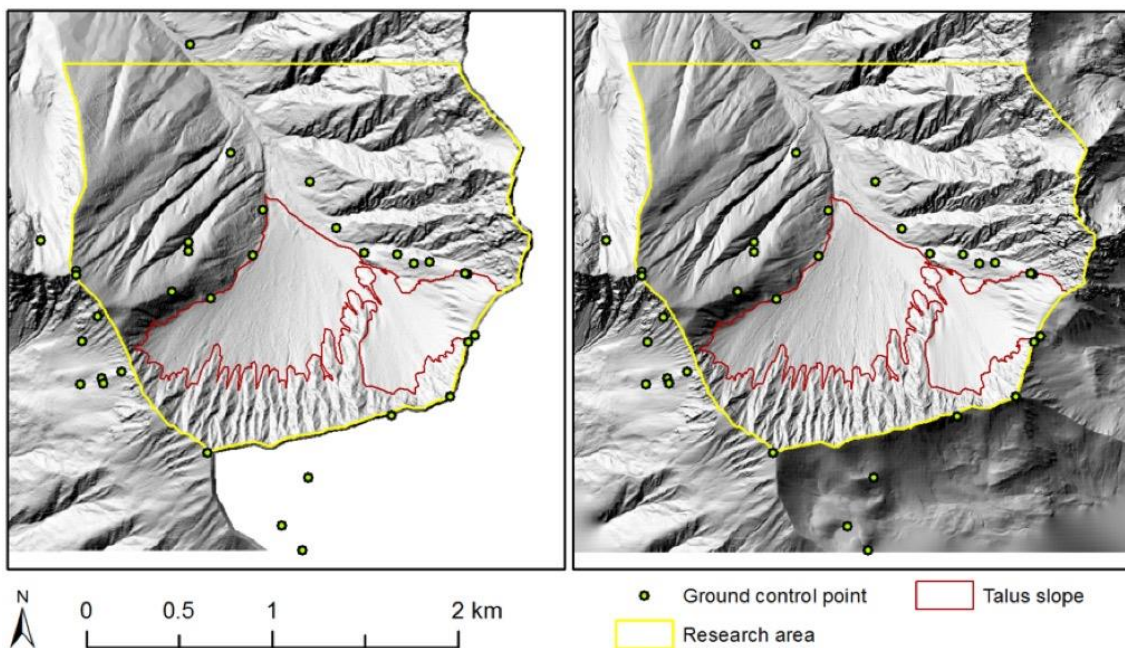 N
0 0.5 1 2 km
Ground control point
Talus slope
Research area